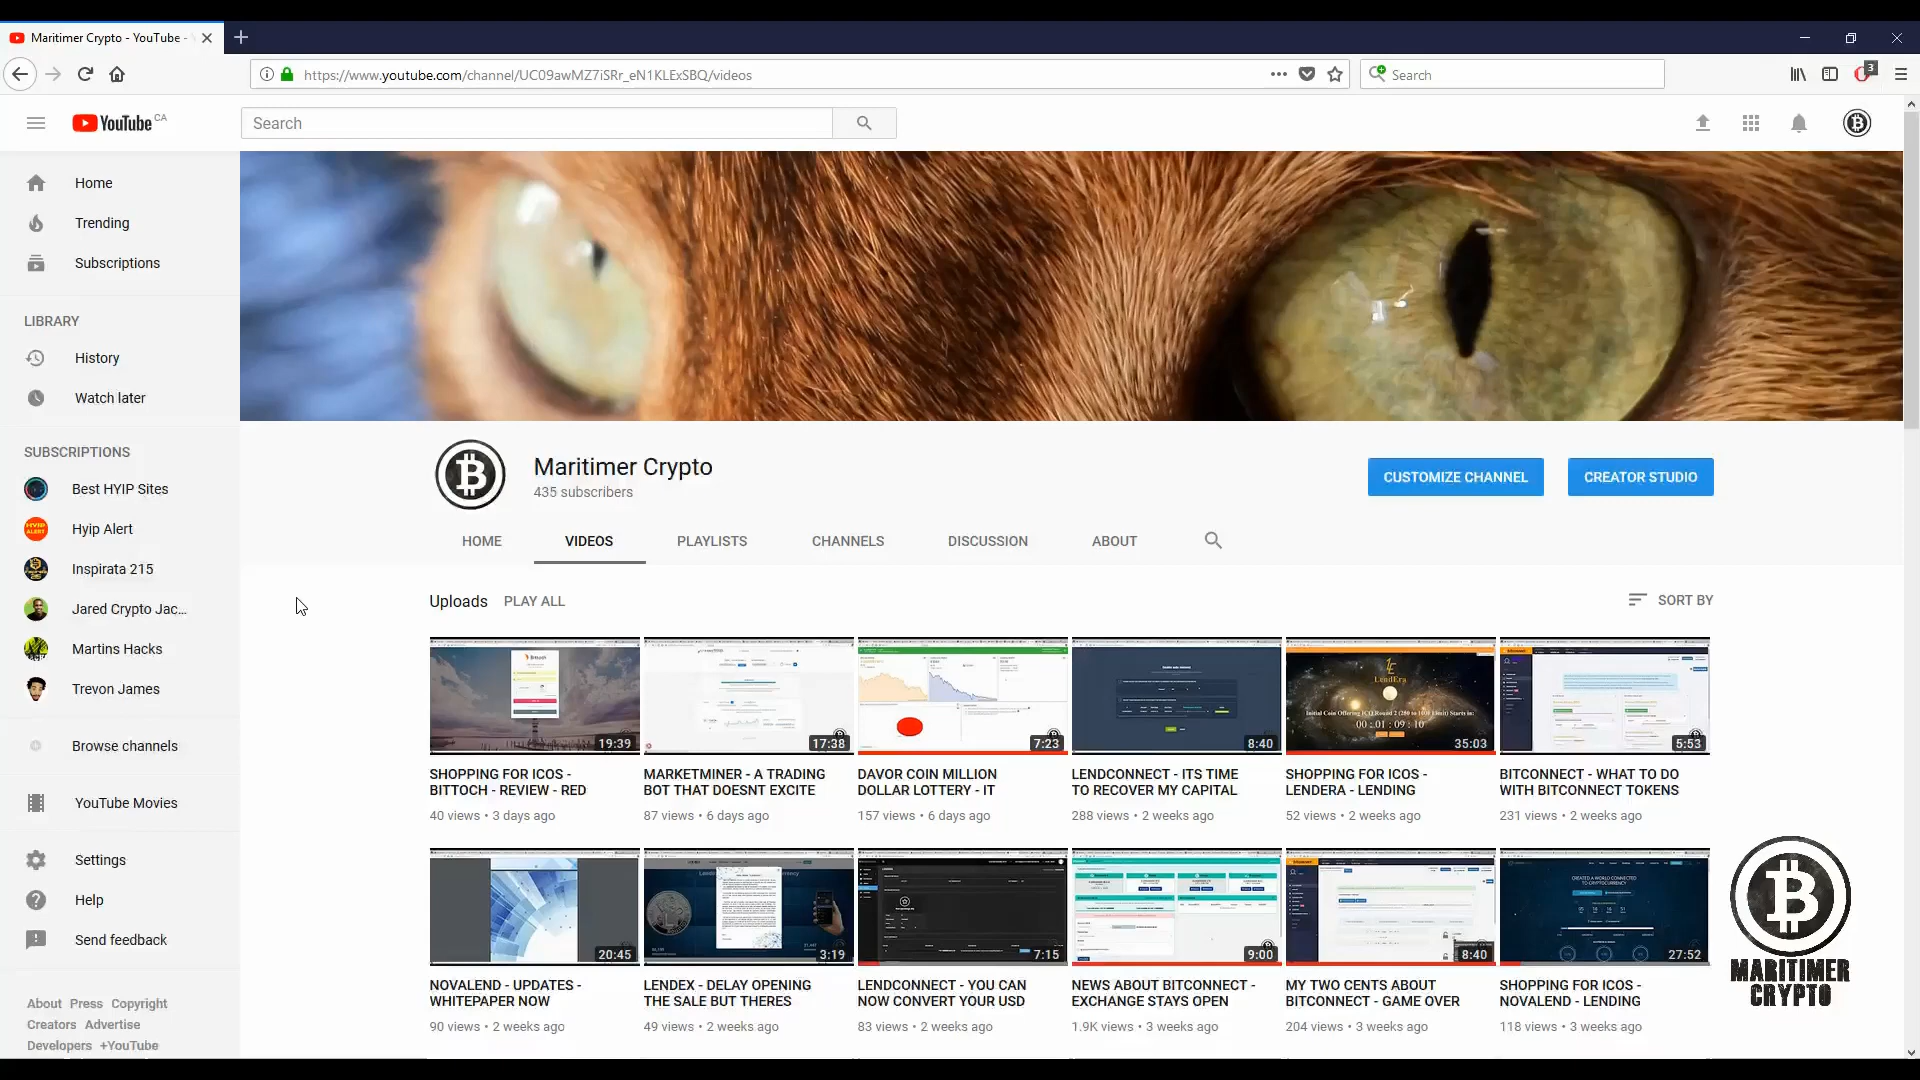 Maritimer Crypto - YouTube -
https://www.youtube.com/channel/UC09awMZ7iSRr_eN1KLExSBQ/videos
Search
3
YouTube CA
Search
Home
Trending
Subscriptions
LIBRARY
History
Watch later
SUBSCRIPTIONS
Best HYIP Sites
Hyip Alert
Inspirata 215
Jared Crypto Jac...
Martins Hacks
Trevon James
Browse channels
YouTube Movies
Settings
Help
Send feedback
About Press Copyright
Creators Advertise
Developers +YouTube
Maritimer Crypto
435 subscribers
CUSTOMIZE CHANNEL
CREATOR STUDIO
HOME VIDEOS PLAYLISTS CHANNELS DISCUSSION ABOUT
Uploads PLAY ALL
SORT BY
19:39
SHOPPING FOR ICOS -
BITTOCH - REVIEW - RED
40 views • 3 days ago
17:38
MARKETMINER - A TRADING
BOT THAT DOESNT EXCITE
87 views • 6 days ago
7:23
DAVOR COIN MILLION
DOLLAR LOTTERY - IT
157 views • 6 days ago
8:40
LENDCONNECT - ITS TIME
TO RECOVER MY CAPITAL
288 views • 2 weeks ago
LendEra
Initial Coin Offering ICO Round 2
00 : 01 : 09 : 10
35:03
SHOPPING FOR ICOS -
LENDERA - LENDING
52 views • 2 weeks ago
5:53
BITCONNECT - WHAT TO DO
WITH BITCONNECT TOKENS
231 views • 2 weeks ago
20:45
NOVALEND - UPDATES -
WHITEPAPER NOW
90 views • 2 weeks ago
3:19
LENDEX - DELAY OPENING
THE SALE BUT THERES
49 views • 2 weeks ago
7:15
LENDCONNECT - YOU CAN
NOW CONVERT YOUR USD
83 views • 2 weeks ago
9:00
NEWS ABOUT BITCONNECT -
EXCHANGE STAYS OPEN
1.9K views • 3 weeks ago
8:40
MY TWO CENTS ABOUT
BITCONNECT - GAME OVER
204 views • 3 weeks ago
27:52
SHOPPING FOR ICOS -
NOVALEND - LENDING
118 views • 3 weeks ago
MARITIMER
CRYPTO